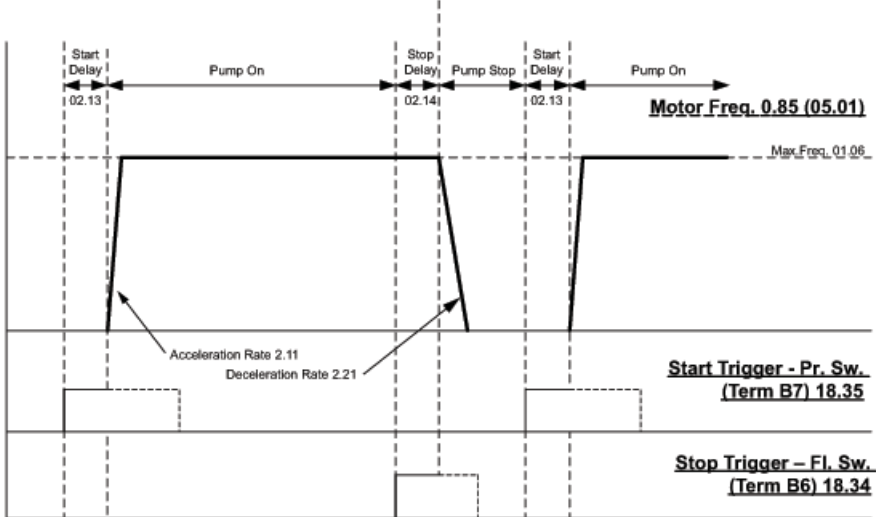 Start
Delay
Pump On
Stop
Delay
Pump Stop
Start
Delay
Pump On
02.13
02.14
02.13
Motor Freq. 0.85 (05.01)
Max.Freq. 01.06
Acceleration Rate 2.11
Deceleration Rate 2.21
Start Trigger - Pr. Sw.
(Term B7) 18.35
Stop Trigger – Fl. Sw.
(Term B6) 18.34